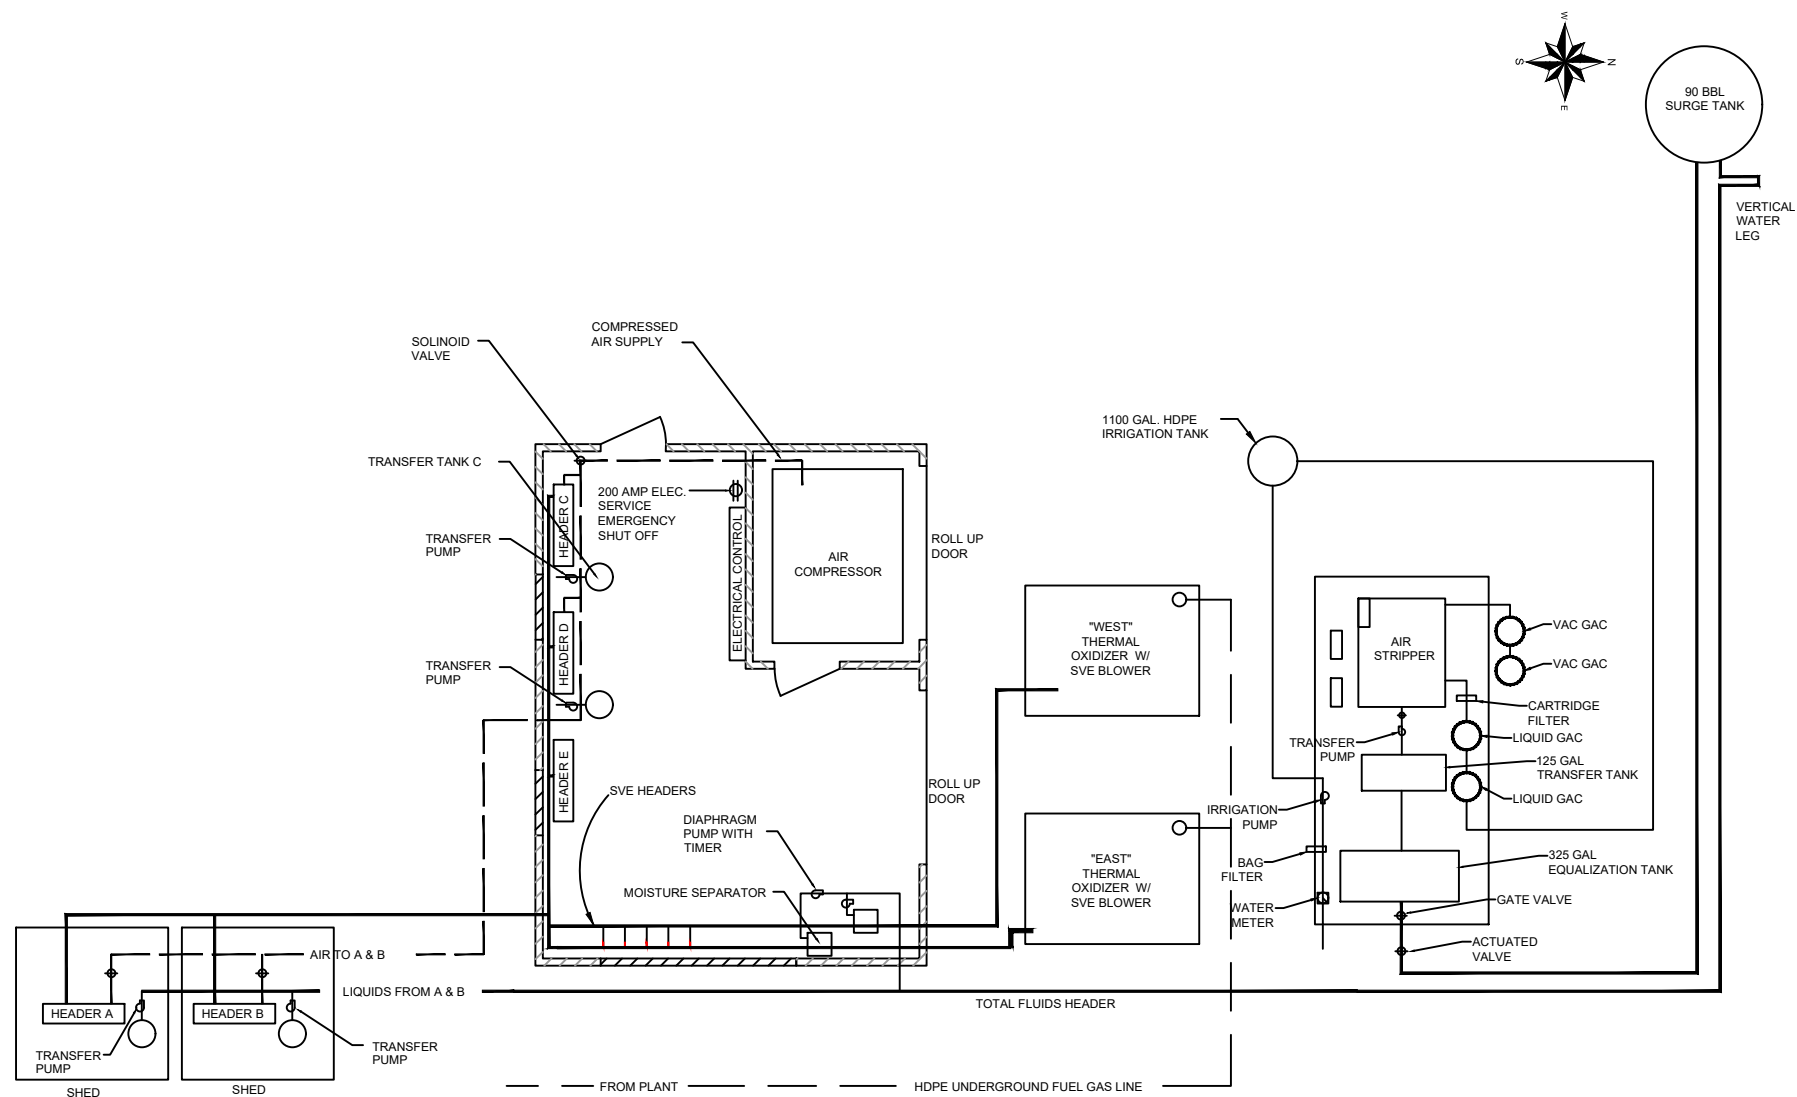 W
S
N
E
90 BBL
SURGE TANK
VERTICAL
WATER
LEG
COMPRESSED
AIR SUPPLY
SOLINOID
VALVE
1100 GAL. HDPE
IRRIGATION TANK
TRANSFER TANK C
200 AMP ELEC.
SERVICE
EMERGENCY
SHUT OFF
HEADER C
ELECTRICAL CONTROL
TRANSFER
PUMP
AIR
COMPRESSOR
ROLL UP
DOOR
HEADER D
TRANSFER
PUMP
"WEST"
THERMAL
OXIDIZER W/
SVE BLOWER
AIR
STRIPPER
VAC GAC
VAC GAC
CARTRIDGE
FILTER
TRANSFER
PUMP
LIQUID GAC
125 GAL
TRANSFER TANK
LIQUID GAC
HEADER E
SVE HEADERS
ROLL UP
DOOR
DIAPHRAGM
PUMP WITH
TIMER
IRRIGATION
PUMP
MOISTURE SEPARATOR
"EAST"
THERMAL
OXIDIZER W/
SVE BLOWER
BAG
FILTER
325 GAL
EQUALIZATION TANK
WATER
METER
GATE VALVE
ACTUATED
VALVE
AIR TO A & B
LIQUIDS FROM A & B
TOTAL FLUIDS HEADER
HEADER A
HEADER B
TRANSFER
PUMP
TRANSFER
PUMP
SHED
SHED
FROM PLANT
HDPE UNDERGROUND FUEL GAS LINE